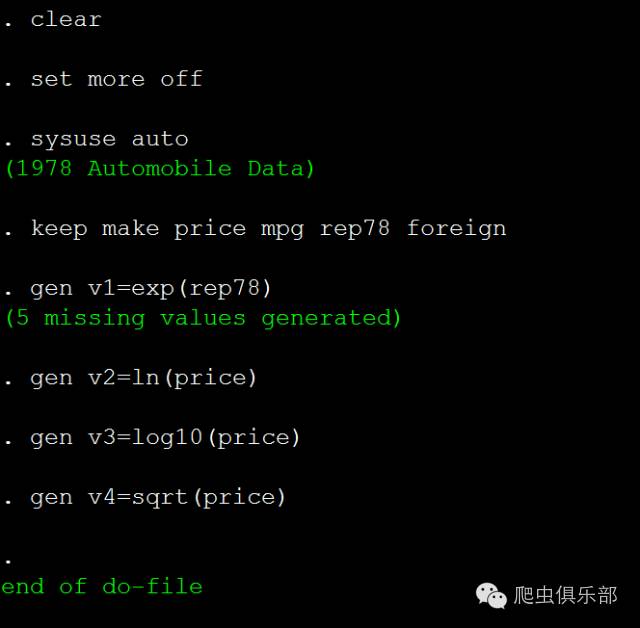 . clear
. set more off
. sysuse auto
(1978 Automobile Data)
. keep make price mpg rep78 foreign
. gen v1=exp(rep78)
(5 missing values generated)
. gen v2=ln(price)
. gen v3=log10(price)
. gen v4=sqrt(price)
.
end of do-file
爬虫俱乐部